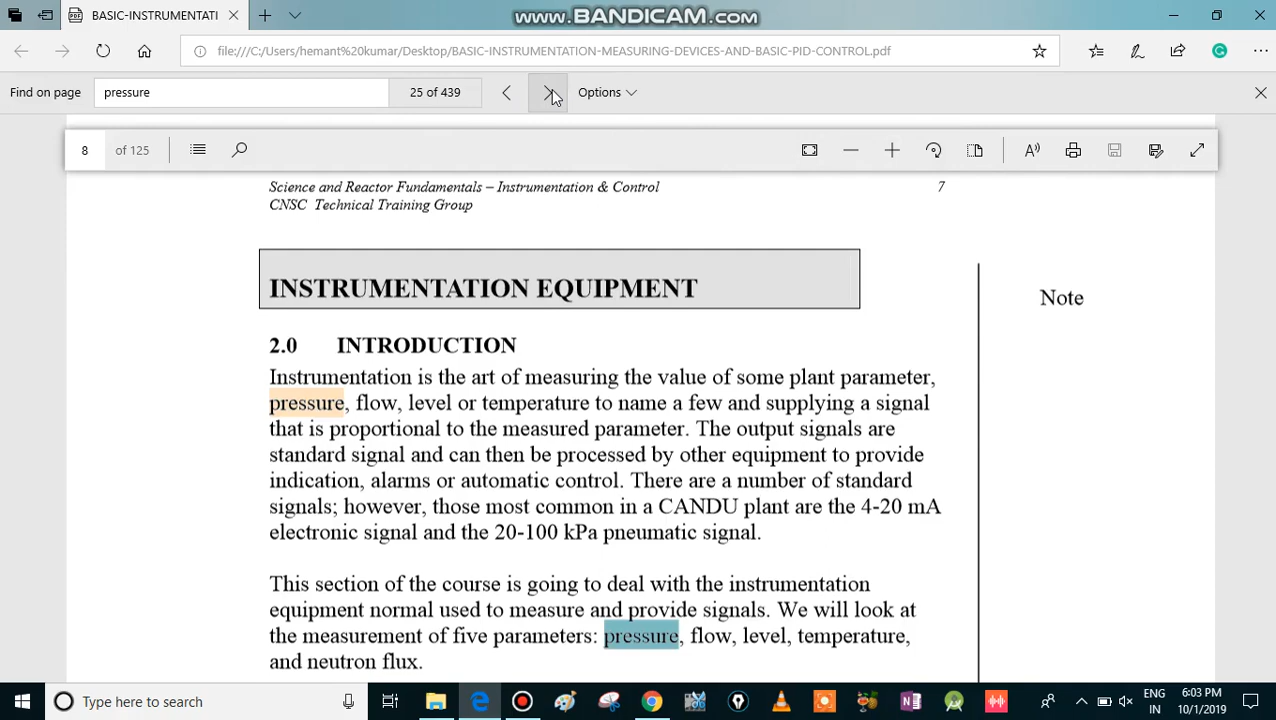 BASIC-INSTRUMENTATI
www.BANDICAM.com
file:///C:/Users/hemant%20kumar/Desktop/BASIC-INSTRUMENTATION-MEASURING-DEVICES-AND-BASIC-PID-CONTROL.pdf
Find on page
pressure
25 of 439
Options
8 of 125
Science and Reactor Fundamentals – Instrumentation & Control 7
CNSC Technical Training Group
INSTRUMENTATION EQUIPMENT
Note
2.0 INTRODUCTION
Instrumentation is the art of measuring the value of some plant parameter,
pressure, flow, level or temperature to name a few and supplying a signal
that is proportional to the measured parameter. The output signals are
standard signal and can then be processed by other equipment to provide
indication, alarms or automatic control. There are a number of standard
signals; however, those most common in a CANDU plant are the 4-20 mA
electronic signal and the 20-100 kPa pneumatic signal.
This section of the course is going to deal with the instrumentation
equipment normal used to measure and provide signals. We will look at
the measurement of five parameters: pressure, flow, level, temperature,
and neutron flux.
Type here to search
ENG
IN
6:03 PM
10/1/2019